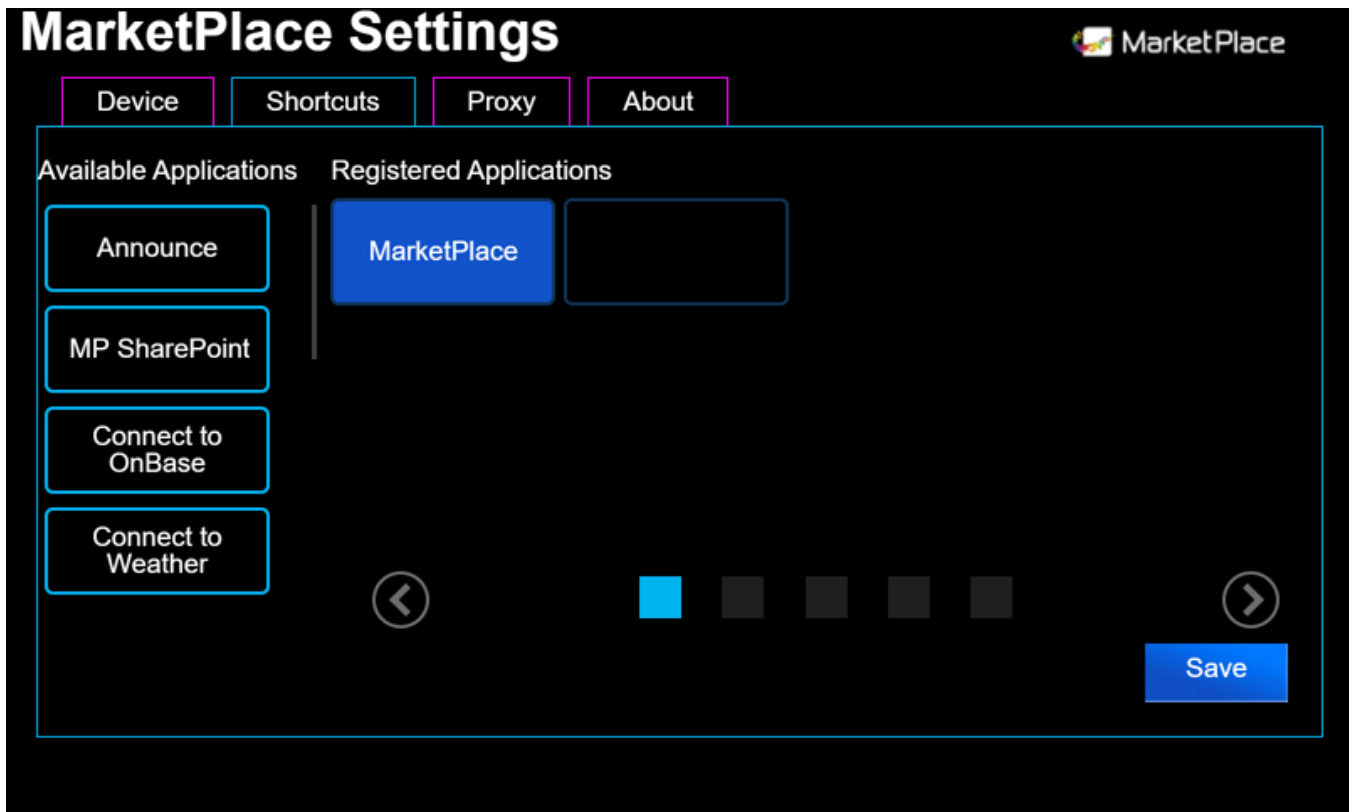 MarketPlace Settings
MarketPlace
Device
Shortcuts
Proxy
About
Available Applications
Registered Applications
Announce
MarketPlace
MP SharePoint
Connect to
OnBase
Connect to
Weather
Save